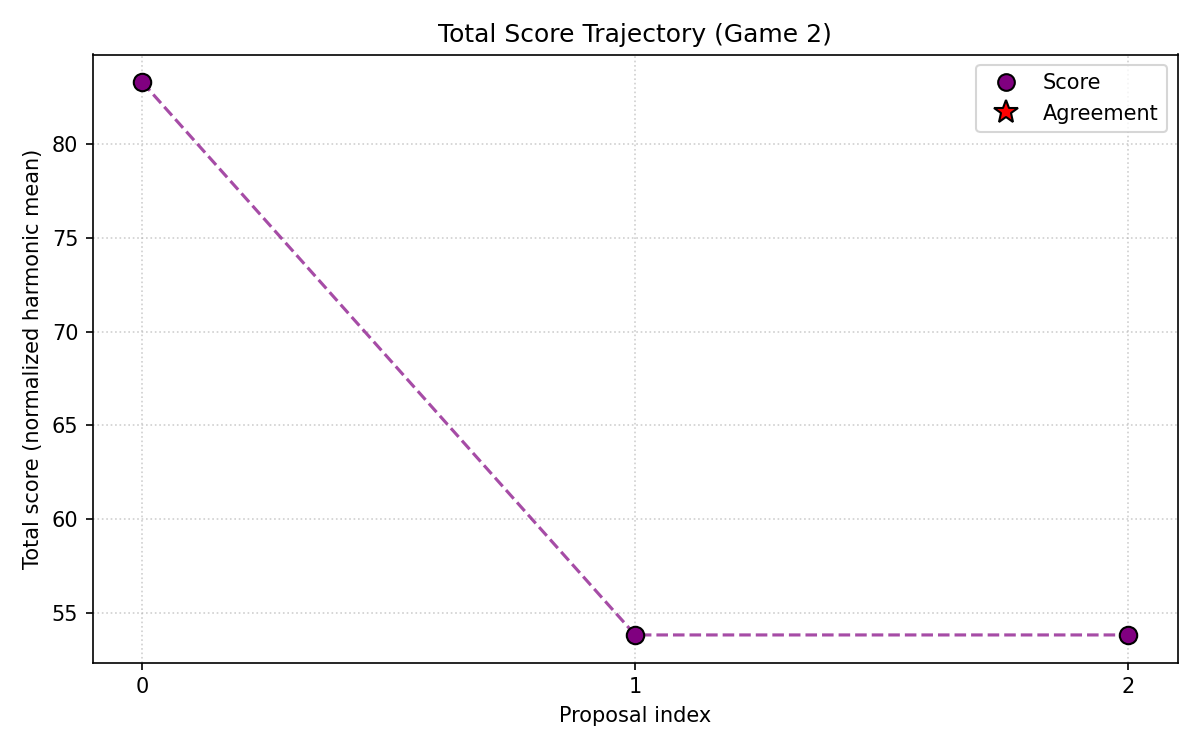 Total Score Trajectory (Game 2)
Score
Agreement
Total score (normalized harmonic mean)
80
75
70
65
60
55
0
1
2
Proposal index